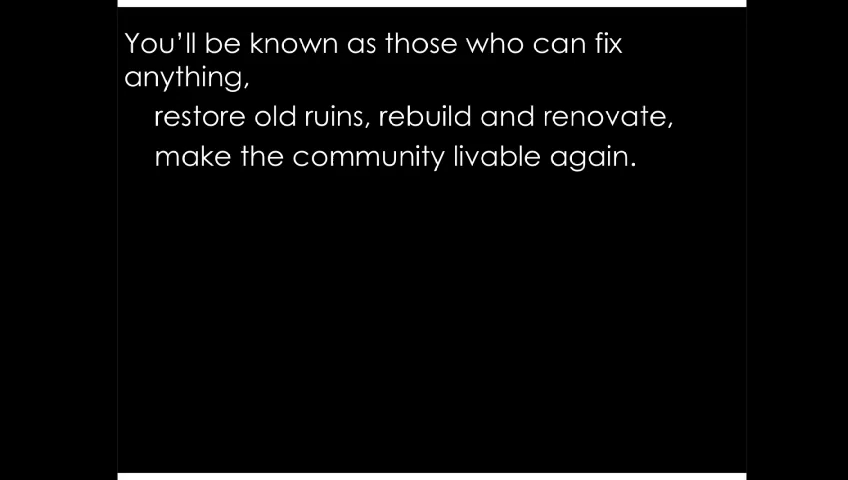 You’ll be known as those who can fix
anything,
restore old ruins, rebuild and renovate,
make the community livable again.